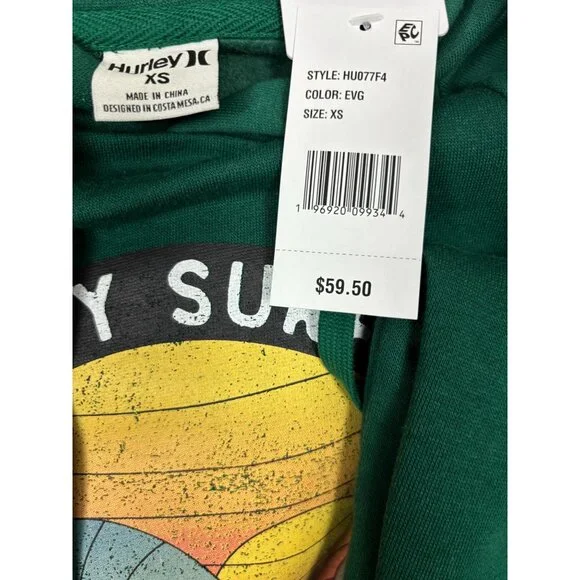 Hurley
XS
MADE IN CHINA
DESIGNED IN COSTA MESA, CA
EPC
STYLE: HU077F4
COLOR: EVG
SIZE: XS
1 96920 09934 4
$59.50
Y SUR